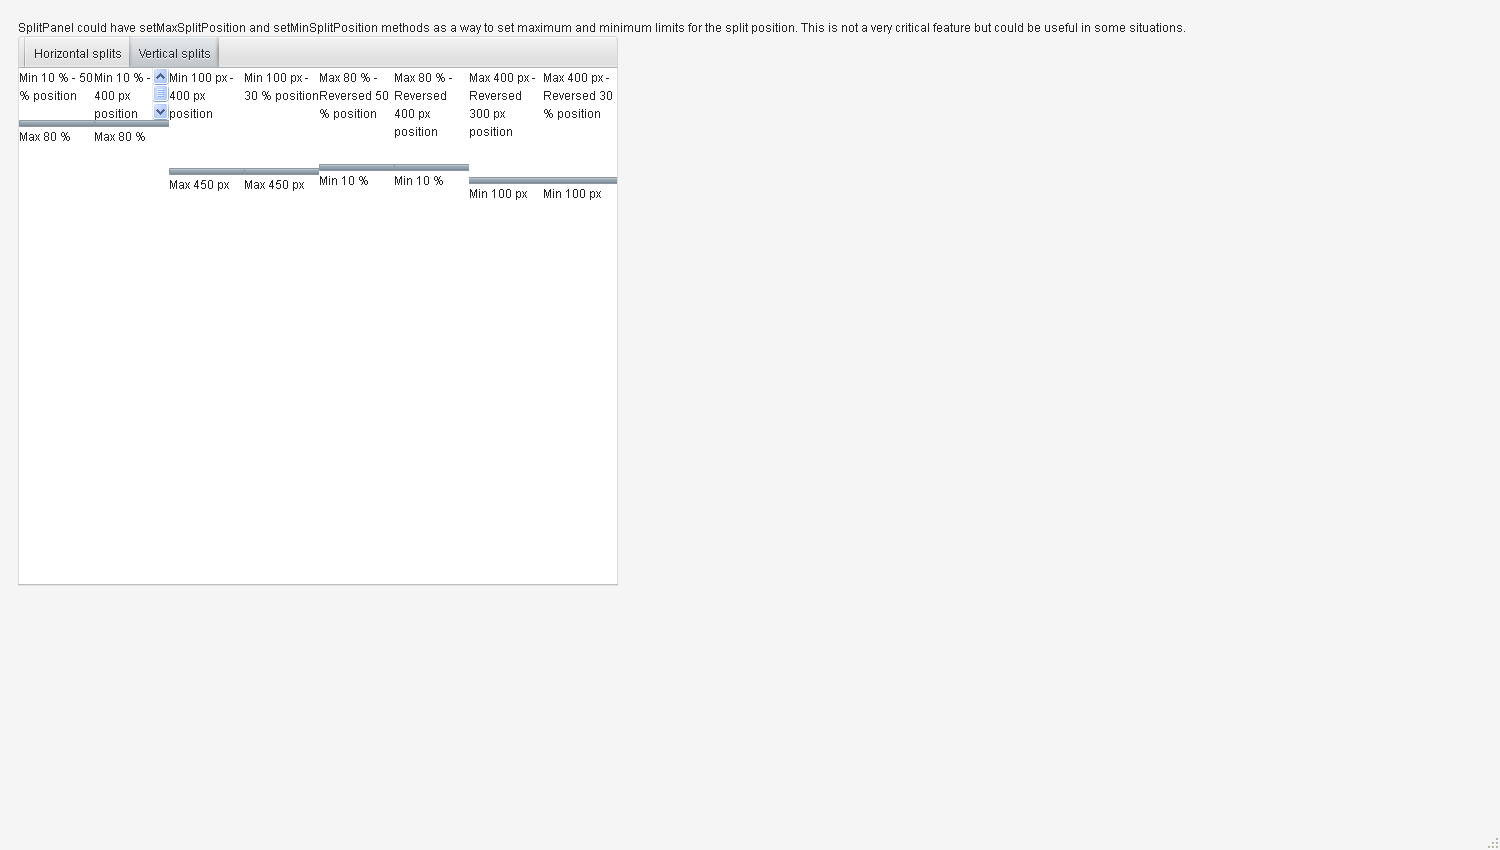 SplitPanel could have setMaxSplitPosition and setMinSplitPosition methods as a way to set maximum and minimum limits for the split position. This is not a very critical feature but could be useful in some situations.
Horizontal splits
Vertical splits
Min 10 % - 50
% position
Max 80 %
Min 10 % -
400 px
position
Max 80 %
Min 100 px -
400 px
position
Max 450 px
Min 100 px -
30 % position
Max 450 px
Max 80 % -
Reversed 50
% position
Min 10 %
Max 80 % -
Reversed
400 px
position
Min 10 %
Max 400 px -
Reversed
300 px
position
Min 100 px
Max 400 px -
Reversed 30
% position
Min 100 px